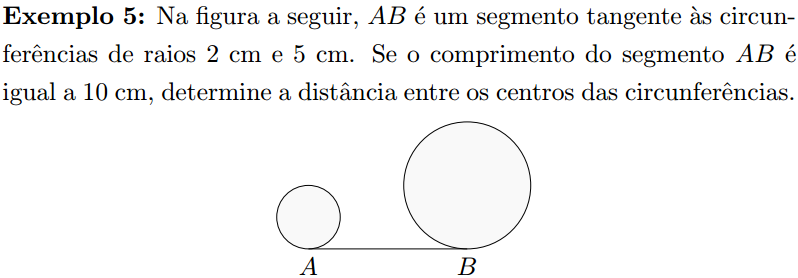 Exemplo 5: Na figura a seguir, AB é um segmento tangente às circun-
ferências de raios 2 cm e 5 cm. Se o comprimento do segmento AB é
igual a 10 cm, determine a distância entre os centros das circunferências.
A B